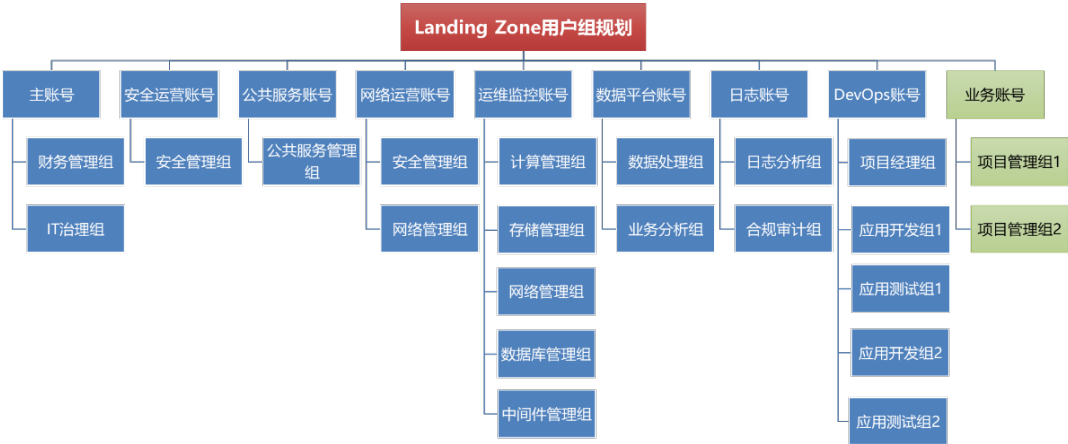 Landing Zone用户组规划
主账号
安全运营账号
公共服务账号
网络运营账号
运维监控账号
数据平台账号
日志账号
DevOps账号
业务账号
财务管理组
安全管理组
公共服务管理
组
安全管理组
计算管理组
数据处理组
日志分析组
项目经理组
项目管理组1
IT治理组
网络管理组
存储管理组
业务分析组
合规审计组
应用开发组1
项目管理组2
网络管理组
应用测试组1
数据库管理组
应用开发组2
中间件管理组
应用测试组2